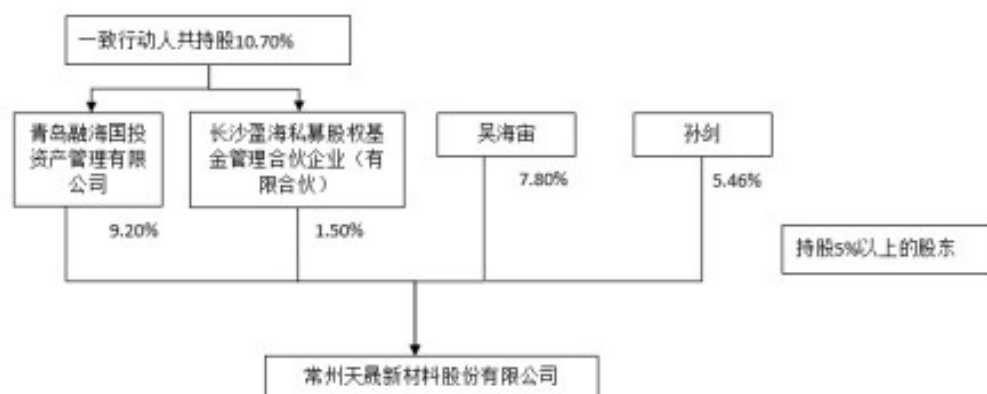 一致行动人共持股10.70%
青岛融海国投
资产管理有限
公司
长沙盈海私募股权基
金管理合伙企业（有
限合伙）
吴海宙
孙剑
9.20%
1.50%
7.80%
5.46%
持股5%以上的股东
常州天晟新材料股份有限公司